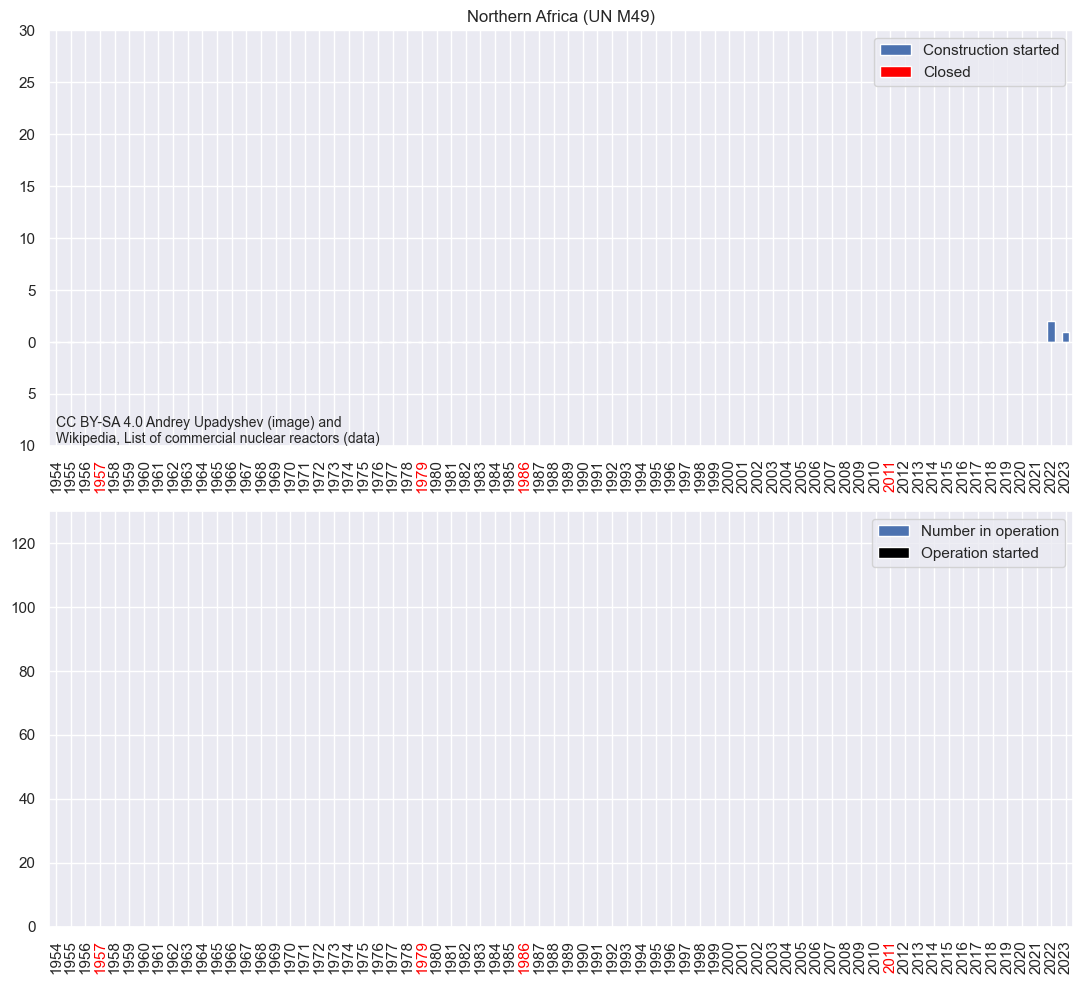 Northern Africa (UN M49)
30
25
20
15
10
5
0
5
10
Construction started
Closed
CC BY-SA 4.0 Andrey Upadyshev (image) and
Wikipedia, List of commercial nuclear reactors (data)
1954 1955 1956 1957 1958 1959 1960 1961 1962 1963 1964 1965 1966 1967 1968 1969 1970 1971 1972 1973 1974 1975 1976 1977 1978 1979 1980 1981 1982 1983 1984 1985 1986 1987 1988 1989 1990 1991 1992 1993 1994 1995 1996 1997 1998 1999 2000 2001 2002 2003 2004 2005 2006 2007 2008 2009 2010 2011 2012 2013 2014 2015 2016 2017 2018 2019 2020 2021 2022 2023
120
100
80
60
40
20
0
Number in operation
Operation started
1954 1955 1956 1957 1958 1959 1960 1961 1962 1963 1964 1965 1966 1967 1968 1969 1970 1971 1972 1973 1974 1975 1976 1977 1978 1979 1980 1981 1982 1983 1984 1985 1986 1987 1988 1989 1990 1991 1992 1993 1994 1995 1996 1997 1998 1999 2000 2001 2002 2003 2004 2005 2006 2007 2008 2009 2010 2011 2012 2013 2014 2015 2016 2017 2018 2019 2020 2021 2022 2023